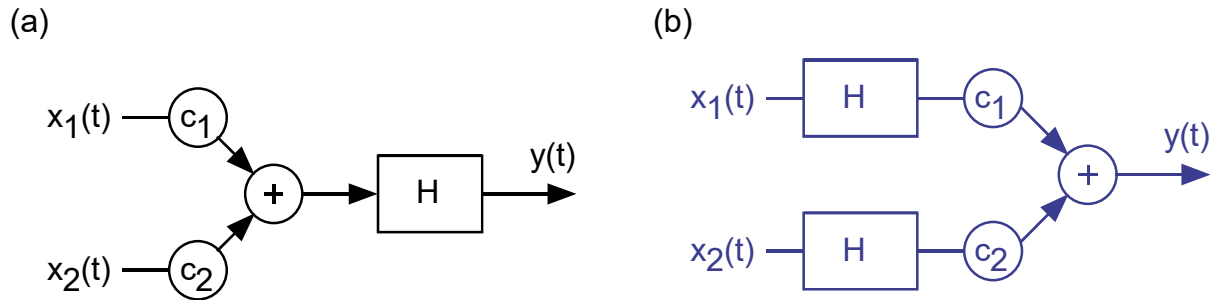 (a)
x1(t)
c1
+
H
y(t)
x2(t)
c2
(b)
x1(t)
H
c1
+
y(t)
x2(t)
H
c2